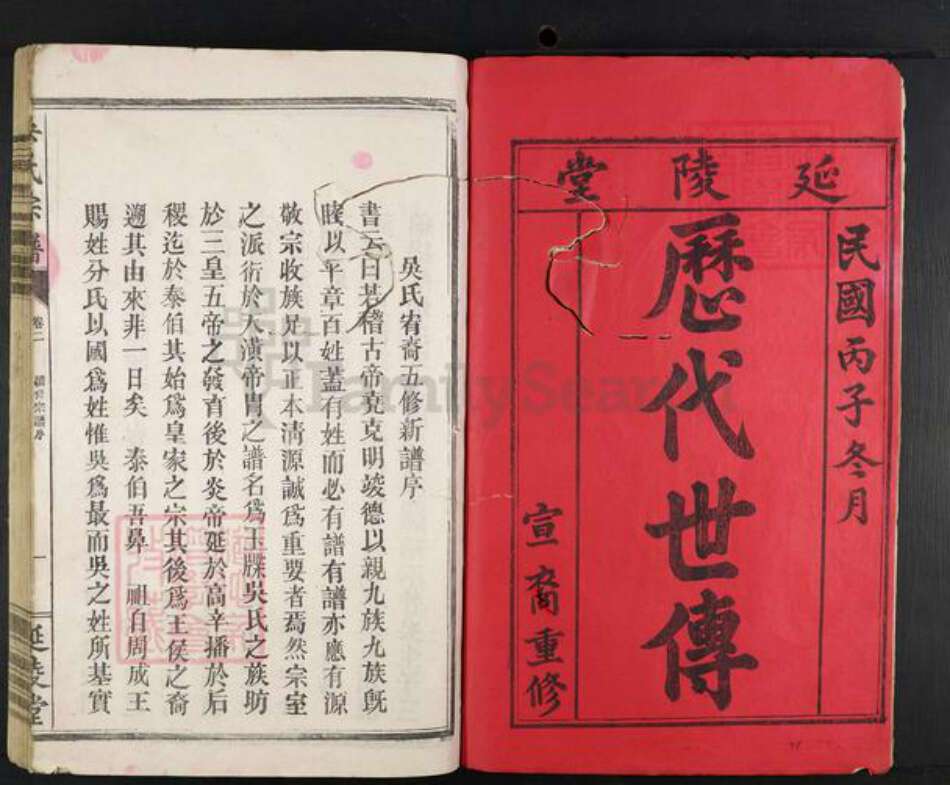 延陵堂
民國丙子冬月
歷代世傳
宣裔重修
吳氏宥裔五修新譜序
書云曰若稽古帝堯克明竣德以親九族九族旣
睦以平章百姓蓋有姓而必有譜有譜亦應有源
敬宗收族足以正本清源誠爲重要者焉然宗室
之派衍於天潢帝胄之譜名爲玉牒吳氏之族昉
於三皇五帝之發育後於炎帝延於高辛播於后
稷迄於泰伯其始爲皇家之宗其後爲王侯之裔
遡其由來非一日矣 泰伯吾鼻 祖自周成王
賜姓分氏以國爲姓惟吳爲最而吳之姓所基實
氏宗譜 卷二 一 延陵堂
FamilySearch